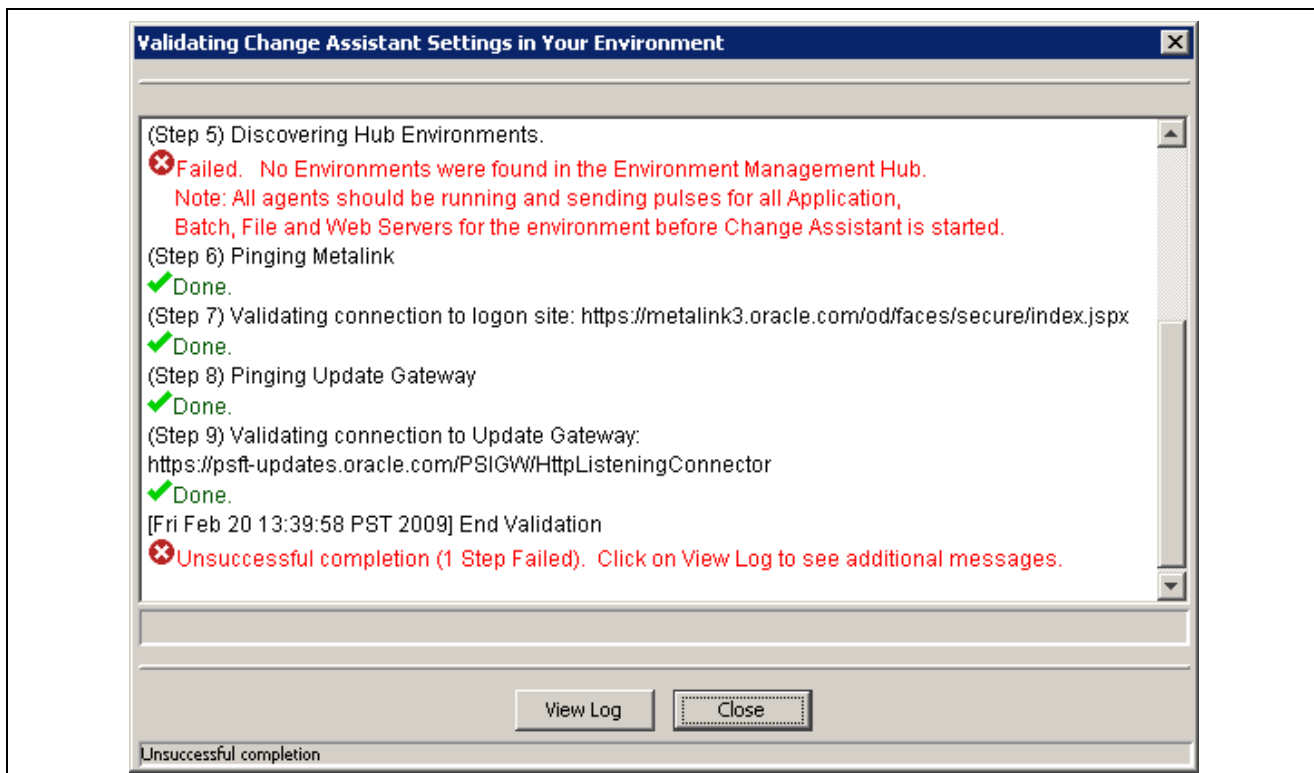 Validating Change Assistant Settings in Your Environment
(Step 5) Discovering Hub Environments.
Failed. No Environments were found in the Environment Management Hub.
Note: All agents should be running and sending pulses for all Application,
Batch, File and Web Servers for the environment before Change Assistant is started.
(Step 6) Pinging Metalink
Done.
(Step 7) Validating connection to logon site: https://metalink3.oracle.com/od/faces/secure/index.jspx
Done.
(Step 8) Pinging Update Gateway
Done.
(Step 9) Validating connection to Update Gateway:
https://psft-updates.oracle.com/PSIGW/HttpListeningConnector
Done.
[Fri Feb 20 13:39:58 PST 2009] End Validation
Unsuccessful completion (1 Step Failed). Click on View Log to see additional messages.
View Log Close
Unsuccessful completion